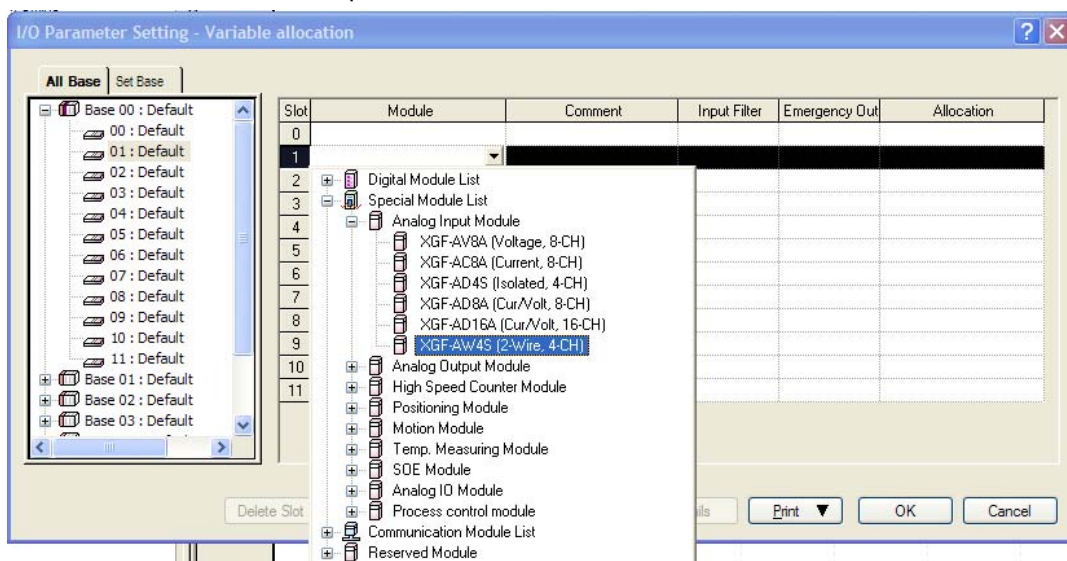 I/O Parameter Setting - Variable allocation
All Base Set Base
Base 00 : Default
00 : Default
01 : Default
02 : Default
03 : Default
04 : Default
05 : Default
06 : Default
07 : Default
08 : Default
09 : Default
10 : Default
11 : Default
Base 01 : Default
Base 02 : Default
Base 03 : Default
Slot Module Comment Input Filter Emergency Out Allocation
0
1
2
3
4
5
6
7
8
9
10
11
Digital Module List
Special Module List
Analog Input Module
XGF-AV8A (Voltage, 8-CH)
XGF-AC8A (Current, 8-CH)
XGF-AD4S (Isolated, 4-CH)
XGF-AD8A (Cur/Volt, 8-CH)
XGF-AD16A (Cur/Volt, 16-CH)
XGF-AW4S (2-Wire, 4-CH)
Analog Output Module
High Speed Counter Module
Positioning Module
Motion Module
Temp. Measuring Module
SOE Module
Analog IO Module
Process control module
Communication Module List
Reserved Module
Delete Slot Print OK Cancel